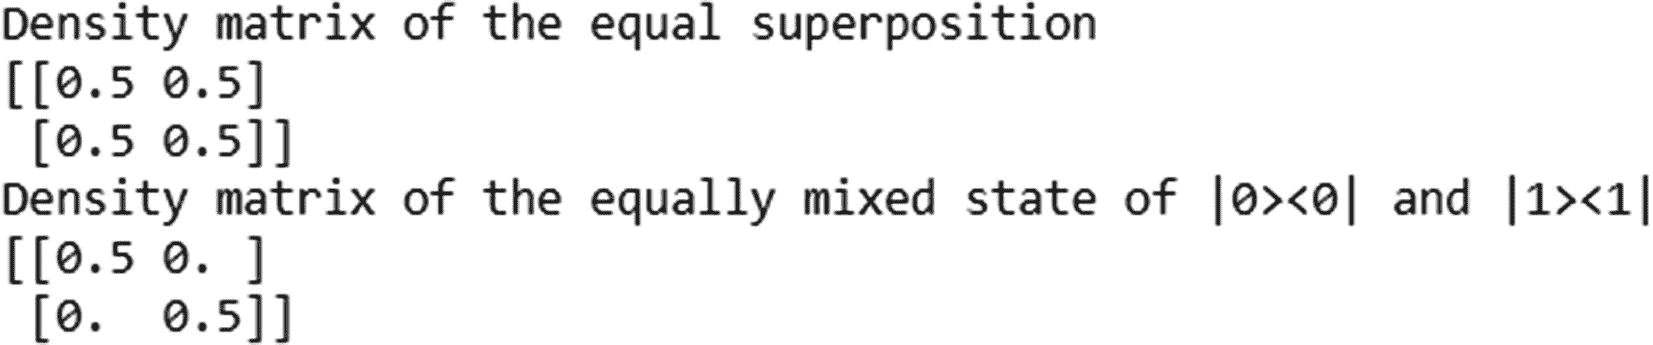 Density matrix of the equal superposition
[[0.5 0.5]
 [0.5 0.5]]
Density matrix of the equally mixed state of |0><0| and |1><1|
[[0.5 0. ]
 [0.  0.5]]